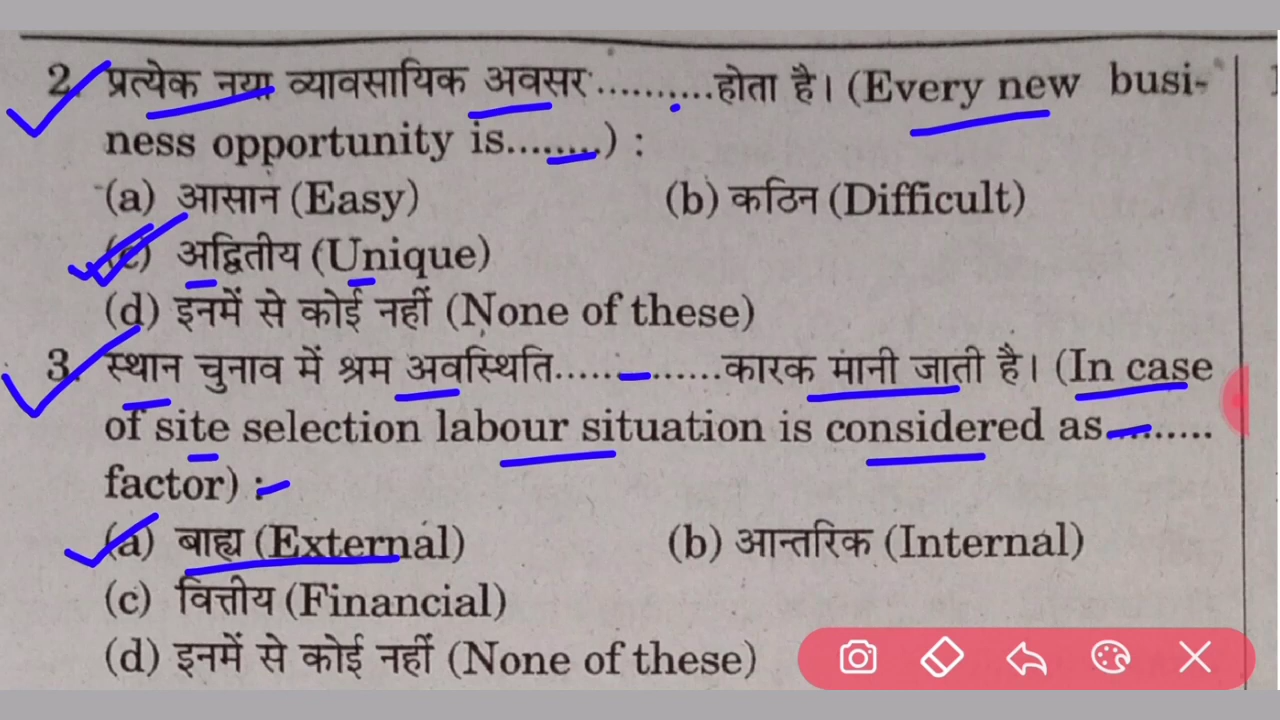 2. प्रत्येक नया व्यावसायिक अवसर..........होता है। (Every new busi-
ness opportunity is........) :
(a) आसान (Easy) (b) कठिन (Difficult)
(c) अद्वितीय (Unique)
(d) इनमें से कोई नहीं (None of these)
3. स्थान चुनाव में श्रम अवस्थिति............कारक मानी जाती है। (In case
of site selection labour situation is considered as.........
factor) :
(a) बाह्य (External) (b) आन्तरिक (Internal)
(c) वित्तीय (Financial)
(d) इनमें से कोई नहीं (None of these)